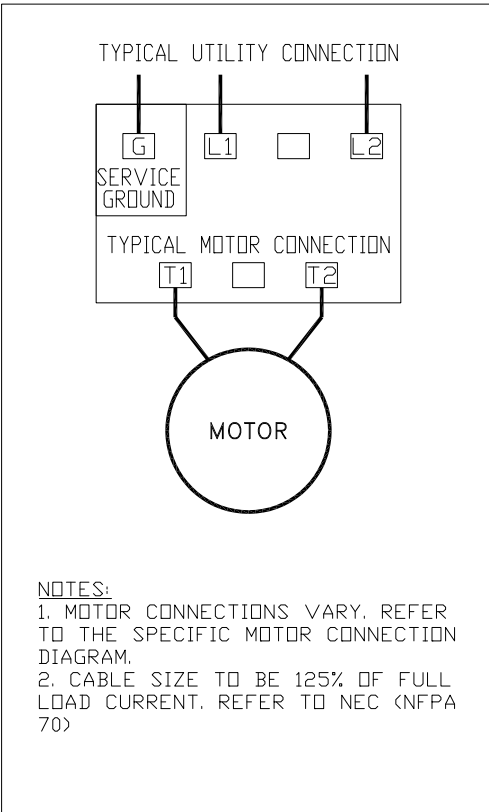 TYPICAL UTILITY CONNECTION
G L1 L2
SERVICE
GROUND
TYPICAL MOTOR CONNECTION
T1 T2
MOTOR
NOTES:
1. MOTOR CONNECTIONS VARY. REFER
TO THE SPECIFIC MOTOR CONNECTION
DIAGRAM.
2. CABLE SIZE TO BE 125% OF FULL
LOAD CURRENT. REFER TO NEC (NFPA
70)